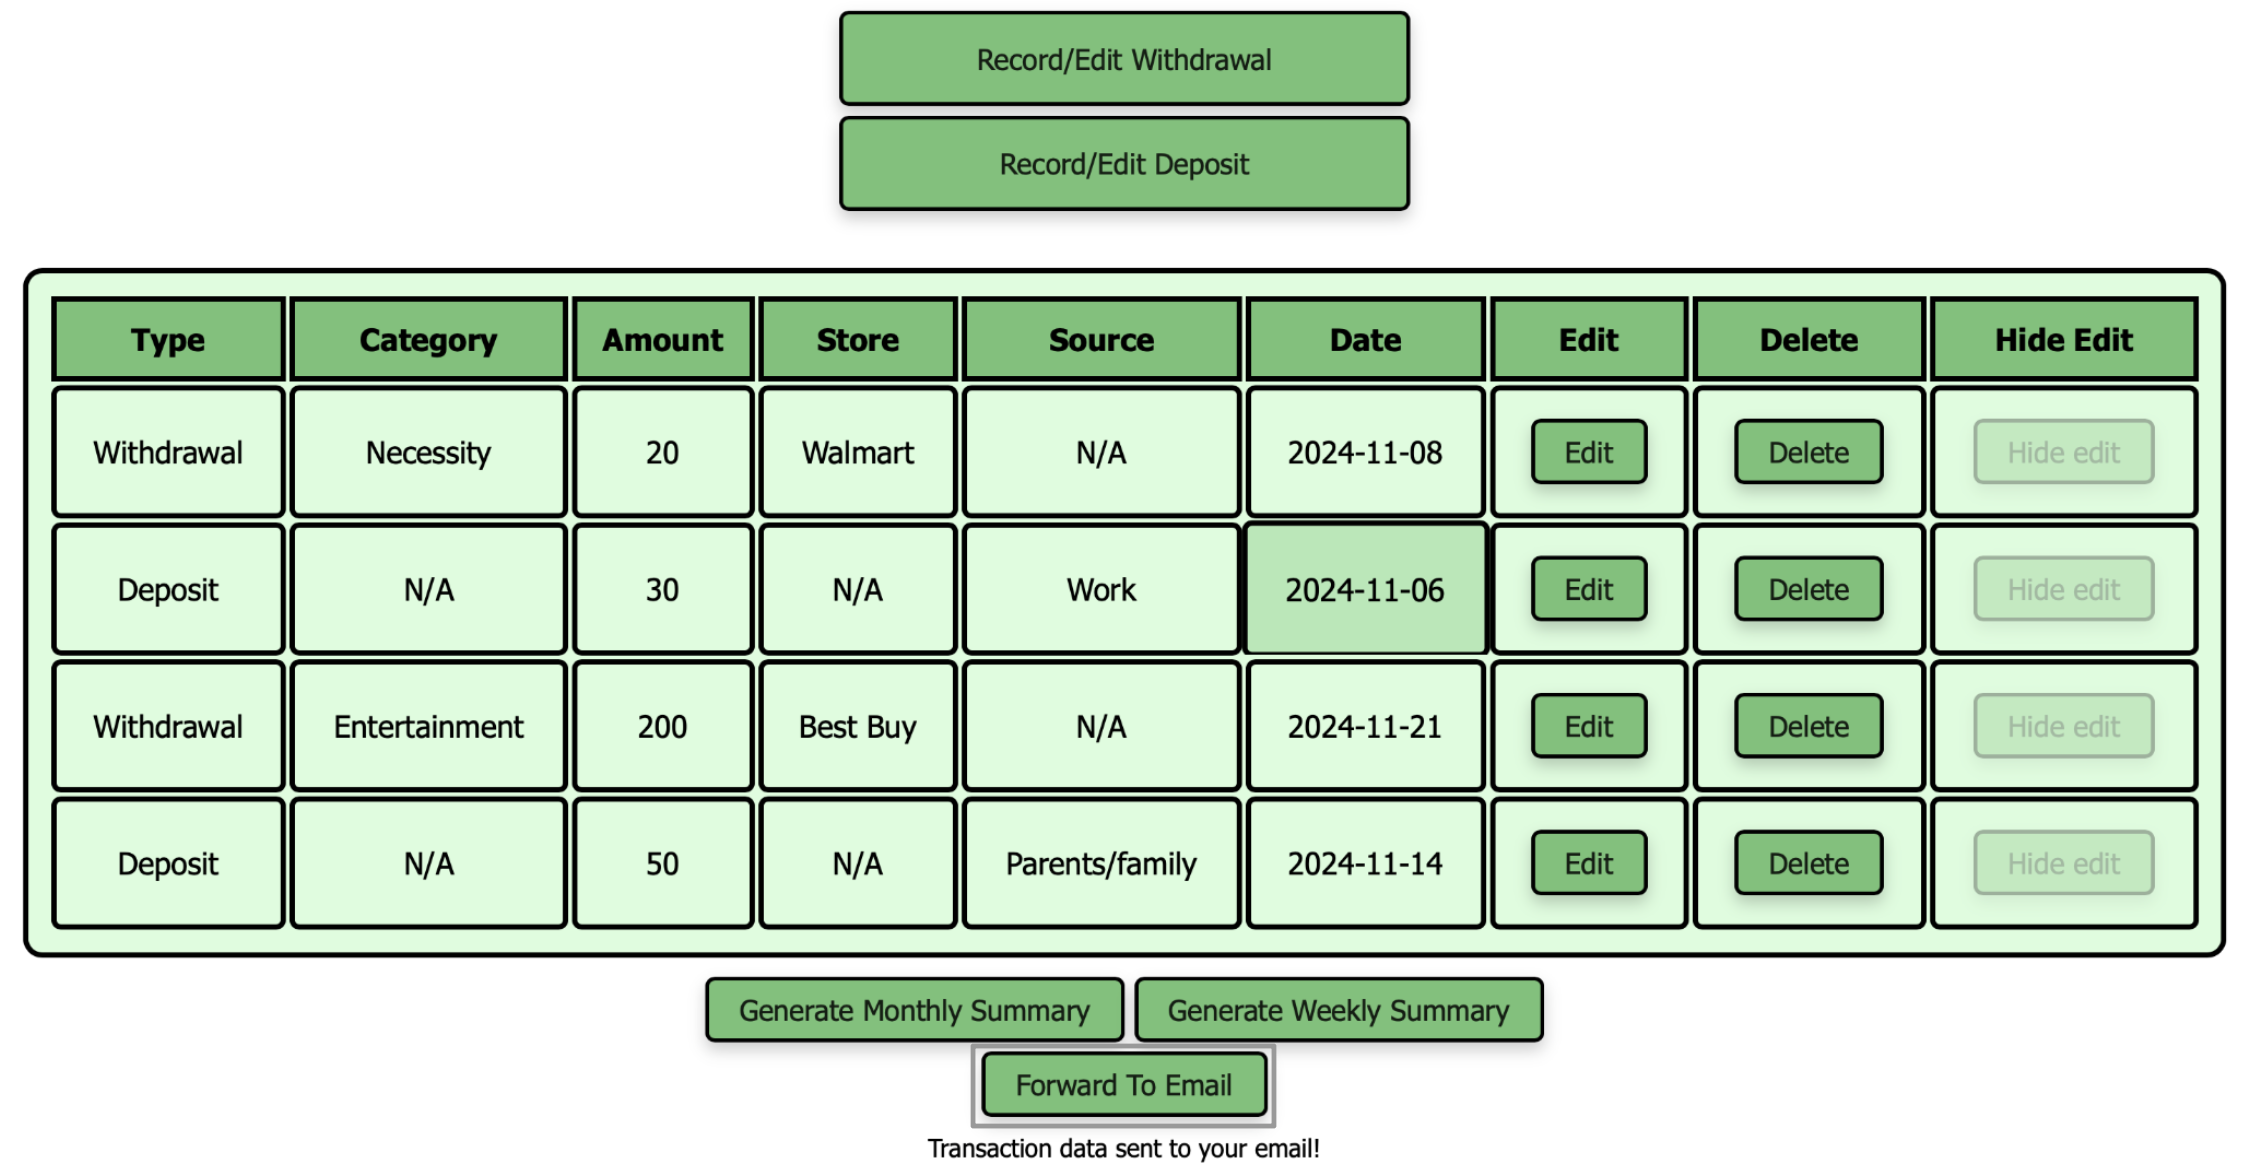 Record/Edit Withdrawal
Record/Edit Deposit
Type Category Amount Store Source Date Edit Delete Hide Edit
Withdrawal Necessity 20 Walmart N/A 2024-11-08 Edit Delete Hide edit
Deposit N/A 30 N/A Work 2024-11-06 Edit Delete Hide edit
Withdrawal Entertainment 200 Best Buy N/A 2024-11-21 Edit Delete Hide edit
Deposit N/A 50 N/A Parents/family 2024-11-14 Edit Delete Hide edit
Generate Monthly Summary Generate Weekly Summary
Forward To Email
Transaction data sent to your email!